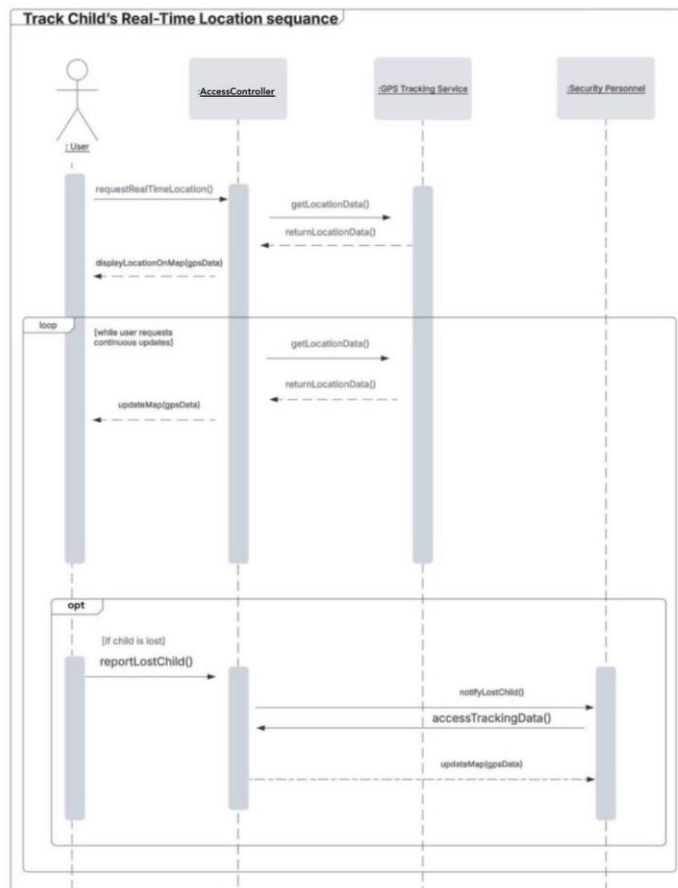 Track Child's Real-Time Location sequance
: User
:AccessController
:GPS Tracking Service
:Security Personnel
requestRealTimeLocation()
getLocationData()
returnLocationData()
displayLocationOnMap(gpsData)
loop
[while user requests
continuous updates]
getLocationData()
returnLocationData()
updateMap(gpsData)
opt
[If child is lost]
reportLostChild()
notifyLostChild()
accessTrackingData()
updateMap(gpsData)